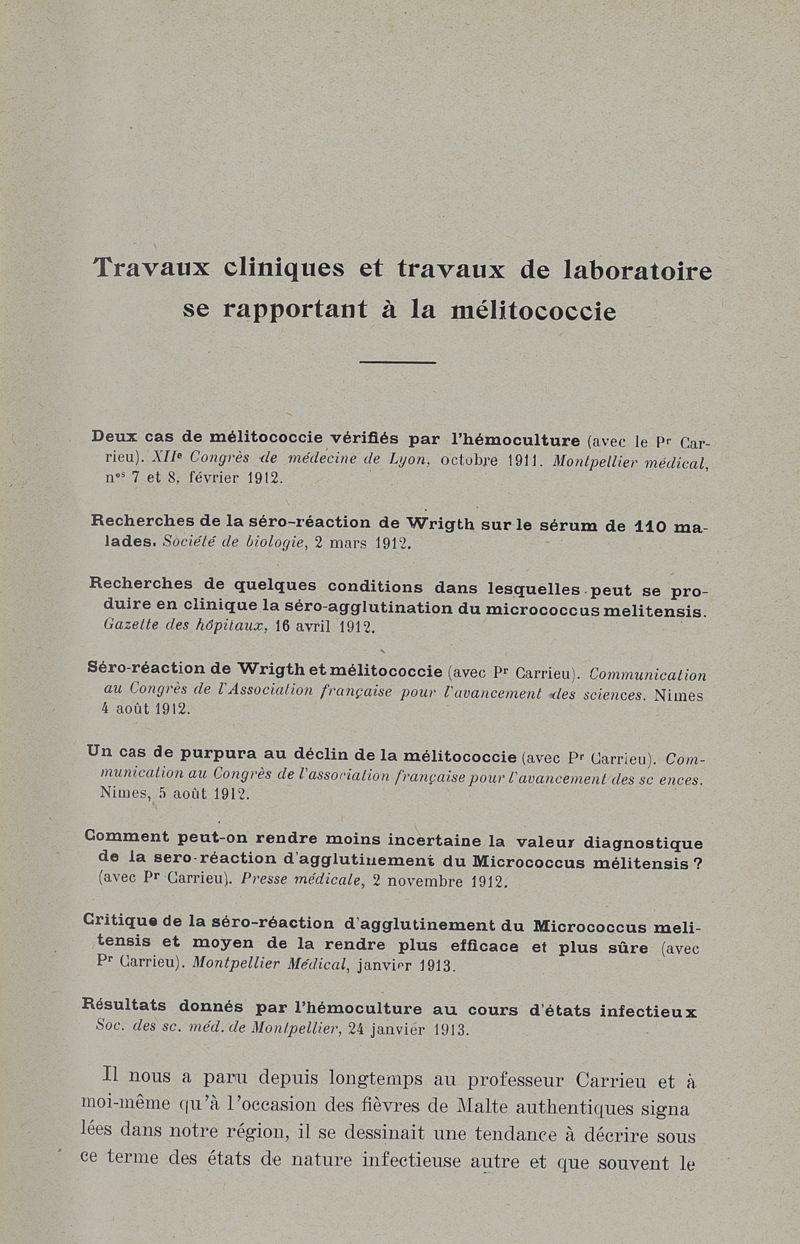 Travaux cliniques et travaux de laboratoire
se rapportant à la mélitococcie
Deux cas de mélitococcie vérifiés par l'hémoculture (avec le Pr Car-
rieu). XIIe Congrès de médecine de Lyon, octobre 1911. Montpellier médical,
nos 7 et 8, février 1912.
Recherches de la séro-réaction de Wrigth sur le sérum de 110 ma-
lades. Société de biologie, 2 mars 1912.
Recherches de quelques conditions dans lesquelles peut se pro-
duire en clinique la séro-agglutination du micrococcus melitensis.
Gazette des hôpitaux, 16 avril 1912.
Séro-réaction de Wrigth et mélitococcie (avec Pr Carrieu). Communication
au Congrès de l'Association française pour l'avancement des sciences. Nimes
4 août 1912.
Un cas de purpura au déclin de la mélitococcie (avec Pr Carrieu). Com-
munication au Congrès de l'association française pour l'avancement des sc ences.
Nimes, 5 août 1912.
Comment peut-on rendre moins incertaine la valeur diagnostique
de la sero-réaction d'agglutinement du Micrococcus mélitensis ?
(avec Pr Carrieu). Presse médicale, 2 novembre 1912.
Critique de la séro-réaction d'agglutinement du Micrococcus meli-
tensis et moyen de la rendre plus efficace et plus sûre (avec
Pr Carrieu). Montpellier Médical, janvier 1913.
Résultats donnés par l'hémoculture au cours d'états infectieux
Soc. des sc. méd. de Montpellier, 24 janvier 1913.
Il nous a paru depuis longtemps au professeur Carrieu et à
moi-même qu'à l'occasion des fièvres de Malte authentiques signa
lées dans notre région, il se dessinait une tendance à décrire sous
ce terme des états de nature infectieuse autre et que souvent le